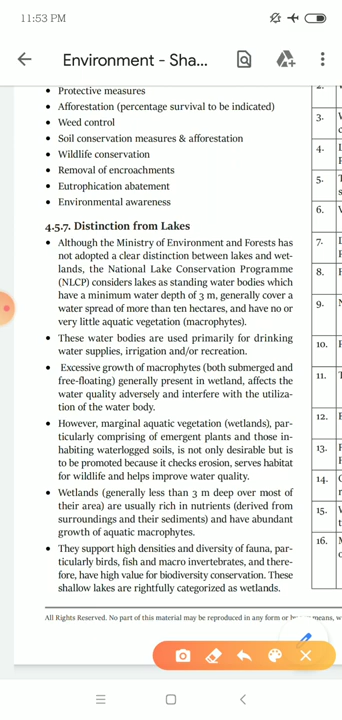 11:53 PM
Environment - Sha...
• Protective measures
• Afforestation (percentage survival to be indicated)
• Weed control
• Soil conservation measures & afforestation
• Wildlife conservation
• Removal of encroachments
• Eutrophication abatement
• Environmental awareness
4.5.7. Distinction from Lakes
• Although the Ministry of Environment and Forests has
not adopted a clear distinction between lakes and wet-
lands, the National Lake Conservation Programme
(NLCP) considers lakes as standing water bodies which
have a minimum water depth of 3 m, generally cover a
water spread of more than ten hectares, and have no or
very little aquatic vegetation (macrophytes).
• These water bodies are used primarily for drinking
water supplies, irrigation and/or recreation.
• Excessive growth of macrophytes (both submerged and
free-floating) generally present in wetland, affects the
water quality adversely and interfere with the utiliza-
tion of the water body.
• However, marginal aquatic vegetation (wetlands), par-
ticularly comprising of emergent plants and those in-
habiting waterlogged soils, is not only desirable but is
to be promoted because it checks erosion, serves habitat
for wildlife and helps improve water quality.
• Wetlands (generally less than 3 m deep over most of
their area) are usually rich in nutrients (derived from
surroundings and their sediments) and have abundant
growth of aquatic macrophytes.
• They support high densities and diversity of fauna, par-
ticularly birds, fish and macro invertebrates, and there-
fore, have high value for biodiversity conservation. These
shallow lakes are rightfully categorized as wetlands.
3.
4.
5.
6.
7.
8.
9.
10.
11.
12.
13.
14.
15.
16.
All Rights Reserved. No part of this material may be reproduced in any form or by means, w